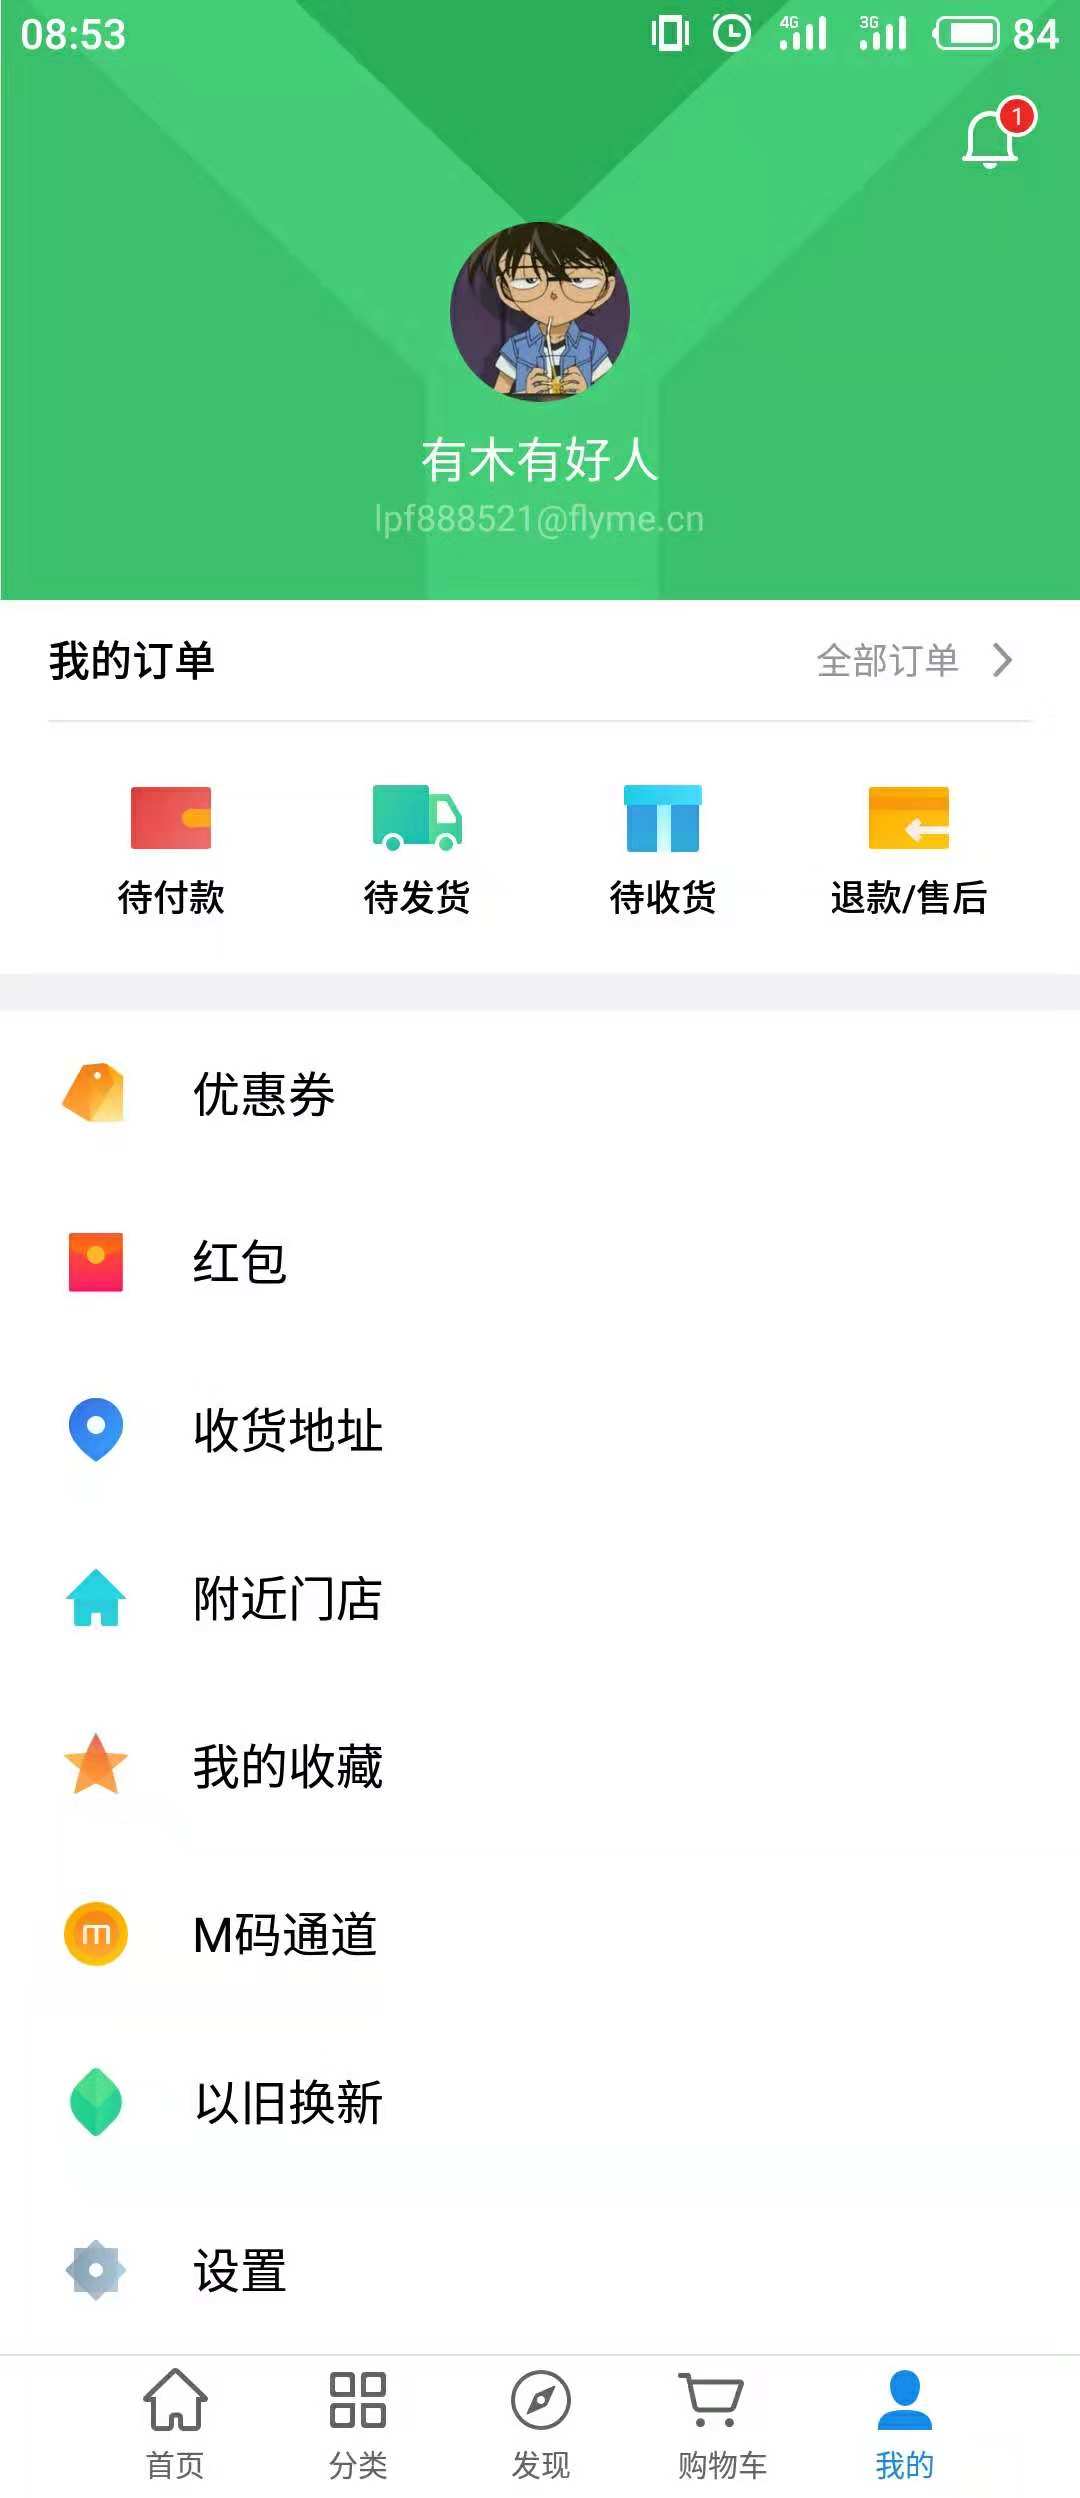 08:53
4G 3G 84
1
有木有好人
lpf888521@flyme.cn
我的订单 全部订单
待付款 待发货 待收货 退款/售后
优惠券
红包
收货地址
附近门店
我的收藏
m M码通道
以旧换新
设置
首页 分类 发现 购物车 我的